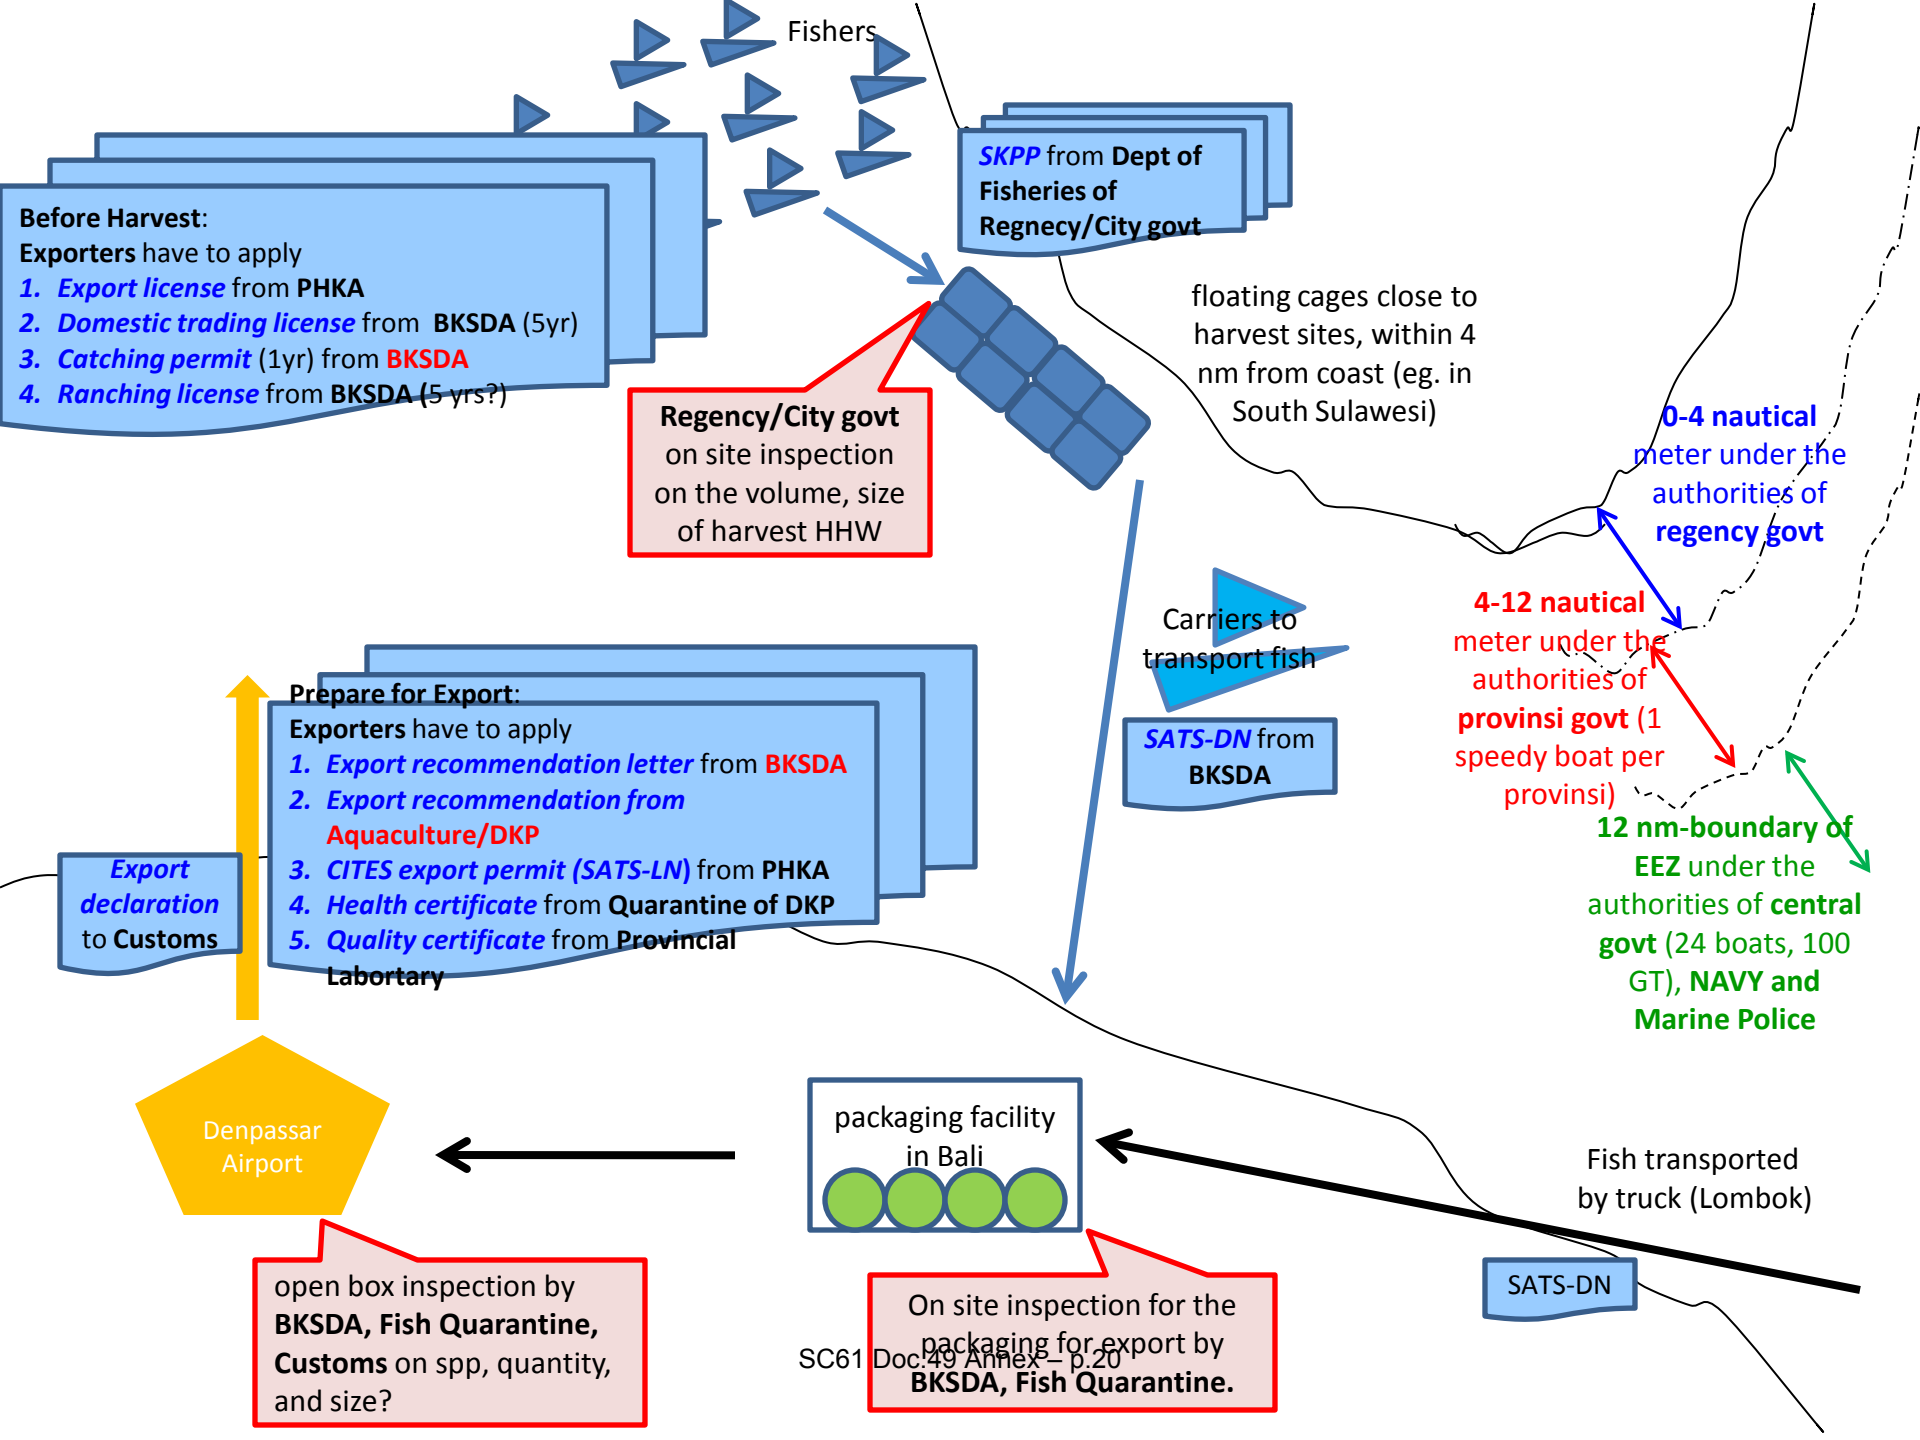 Fishers
SKPP from Dept of
Fisheries of
Regnecy/City govt
Before Harvest:
Exporters have to apply
1. Export license from PHKA
2. Domestic trading license from BKSDA (5yr)
3. Catching permit (1yr) from BKSDA
4. Ranching license from BKSDA (5 yrs?)
floating cages close to
harvest sites, within 4
nm from coast (eg. in
South Sulawesi)
Regency/City govt
on site inspection
on the volume, size
of harvest HHW
0-4 nautical
meter under the
authorities of
regency govt
4-12 nautical
meter under the
authorities of
provinsi govt (1
speedy boat per
provinsi)
12 nm-boundary of
EEZ under the
authorities of central
govt (24 boats, 100
GT), NAVY and
Marine Police
Carriers to
transport fish
SATS-DN from
BKSDA
Prepare for Export:
Exporters have to apply
1. Export recommendation letter from BKSDA
2. Export recommendation from
Aquaculture/DKP
3. CITES export permit (SATS-LN) from PHKA
4. Health certificate from Quarantine of DKP
5. Quality certificate from Provincial
Labortary
Export
declaration
to Customs
Denpassar
Airport
packaging facility
in Bali
Fish transported
by truck (Lombok)
SATS-DN
open box inspection by
BKSDA, Fish Quarantine,
Customs on spp, quantity,
and size?
On site inspection for the
packaging for export by
BKSDA, Fish Quarantine.
SC61 Doc.49 Annex – p.20